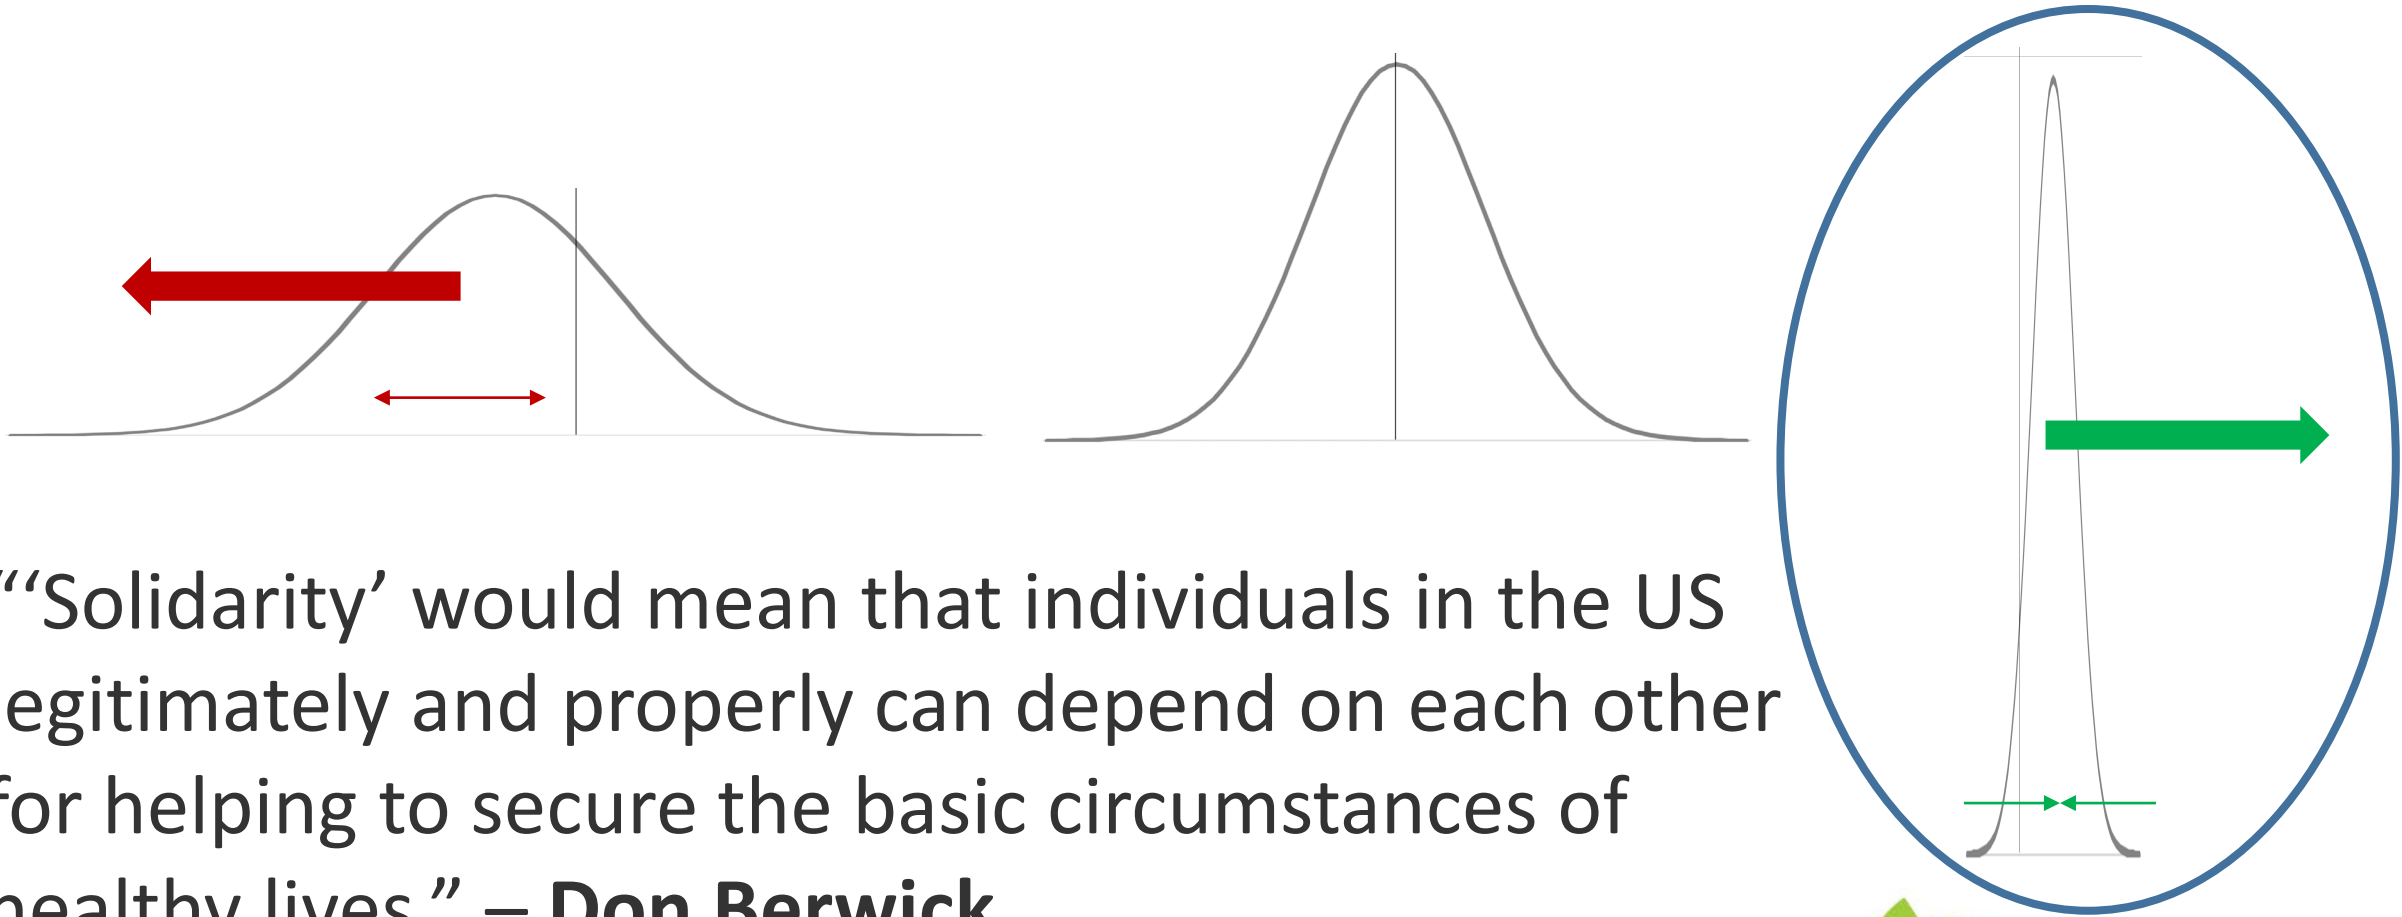 “‘Solidarity’ would mean that individuals in the US
egitimately and properly can depend on each other
for helping to secure the basic circumstances of
healthy lives.” – Don Berwick